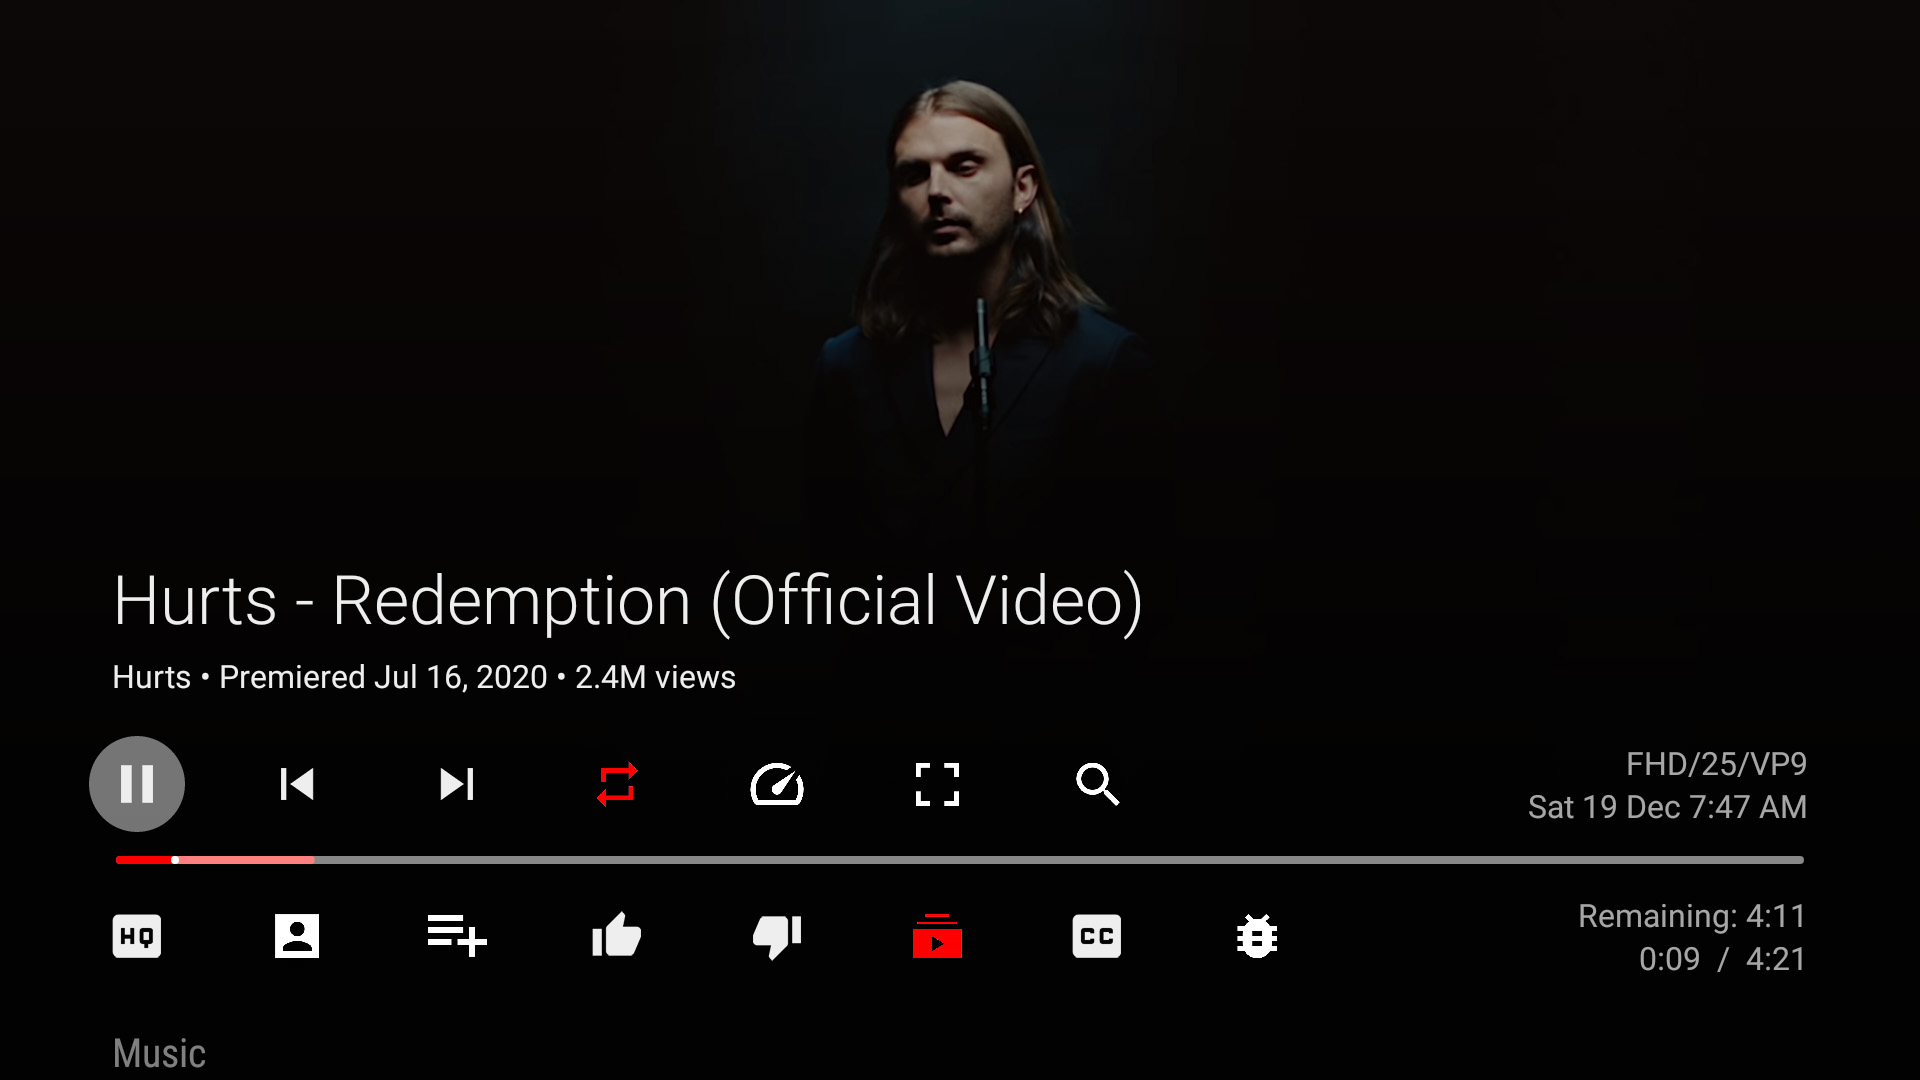 Hurts - Redemption (Official Video)
Hurts • Premiered Jul 16, 2020 • 2.4M views
FHD/25/VP9
Sat 19 Dec 7:47 AM
HQ
CC
Remaining: 4:11
0:09 / 4:21
Music